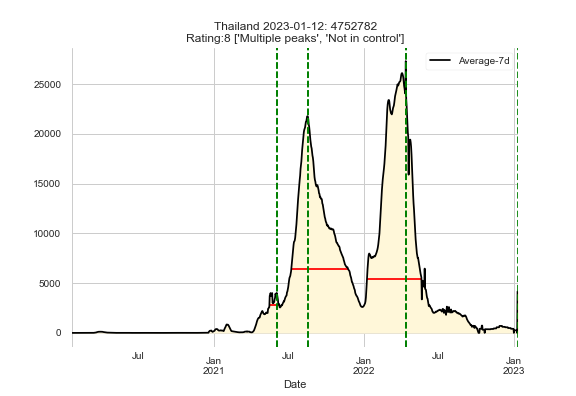 Thailand 2023-01-12: 4752782
Rating:8 ['Multiple peaks', 'Not in control']
Average-7d
25000
20000
15000
10000
5000
0
Jul
Jan
2021
Jul
Jan
2022
Jul
Jan
2023
Date